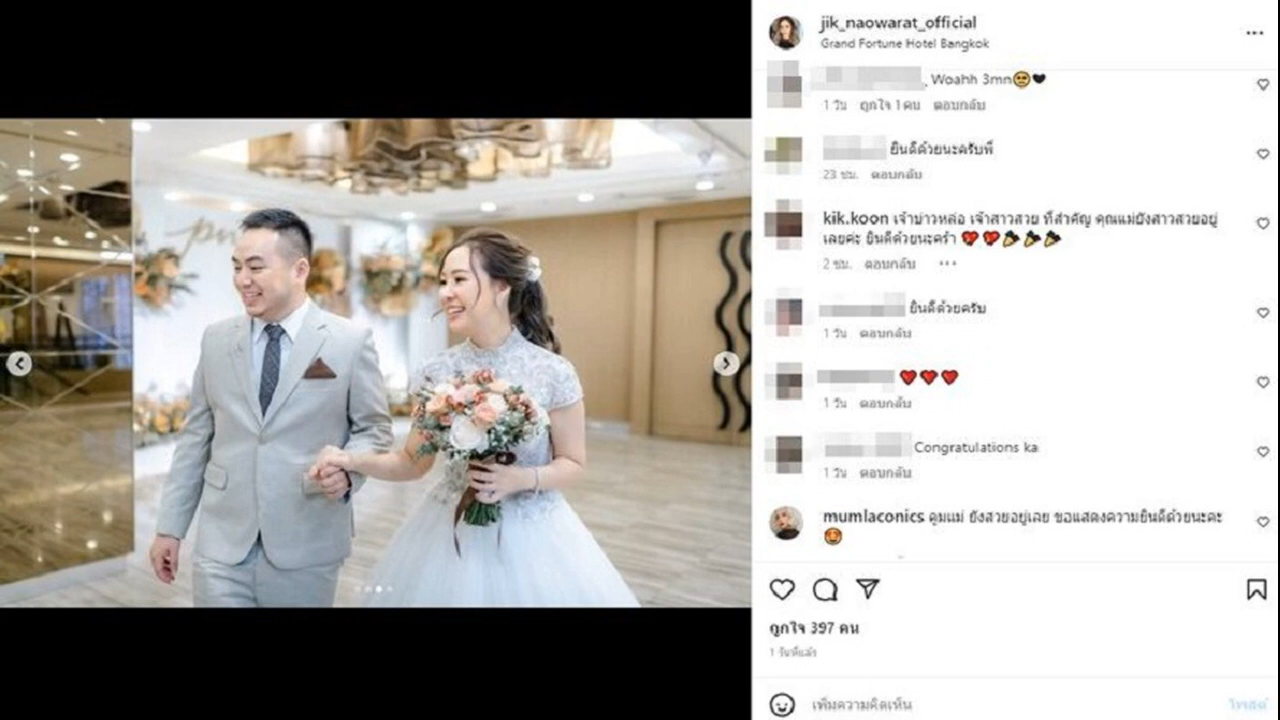 jik_naowarat_official
Grand Fortune Hotel Bangkok
Woahh 3mn
1 วัน ถูกใจ 1 คน ตอบกลับ
ยินดีด้วยนะครับพี่
23 ชม. ตอบกลับ
kik.koon เจ้าบ่าวหล่อ เจ้าสาวสวย ที่สำคัญ คุณแม่ยังสาวสวยอยู่
เลยค่ะ ยินดีด้วยนะคร้า
2 ชม. ตอบกลับ
ยินดีด้วยครับ
1 วัน ตอบกลับ
1 วัน ตอบกลับ
Congratulations ka
1 วัน ตอบกลับ
mumlaconics คุมแม่ ยังสวยอยู่เลย ขอแสดงความยินดีด้วยนะคะ
ถูกใจ 397 คน
1 วันที่แล้ว
เพิ่มความคิดเห็น
โพสต์